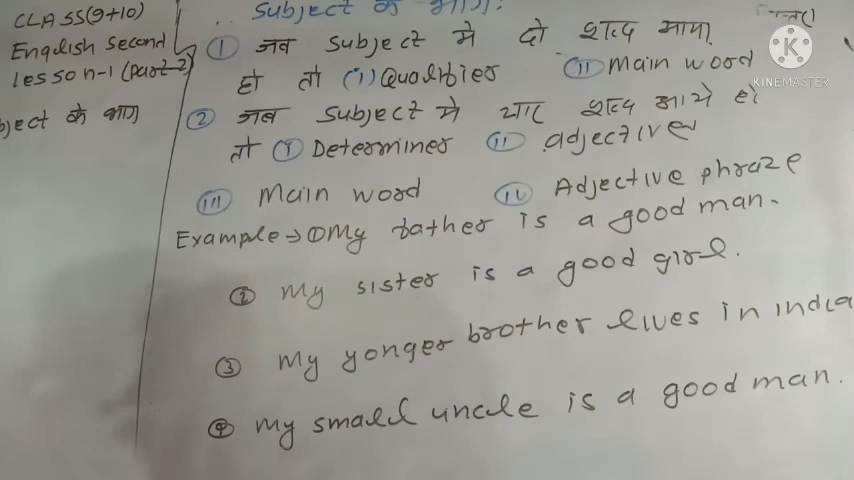 CLASS(9+10)
English second
lesson-1 (part-2)
bject के भाग
Subject के भाग:
① जब subject मे दो शब्द आया
हो तो (i) Qualifier (ii) main word
② जब subject मे चार शब्द आये हो
तो (i) Determiner (ii) adjective
(iii) Main word (iv) Adjective phraze
Example → ① My father is a good man.
② my sister is a good girl.
③ my yonger brother lives in india
④ my small uncle is a good man.
KINEMASTER